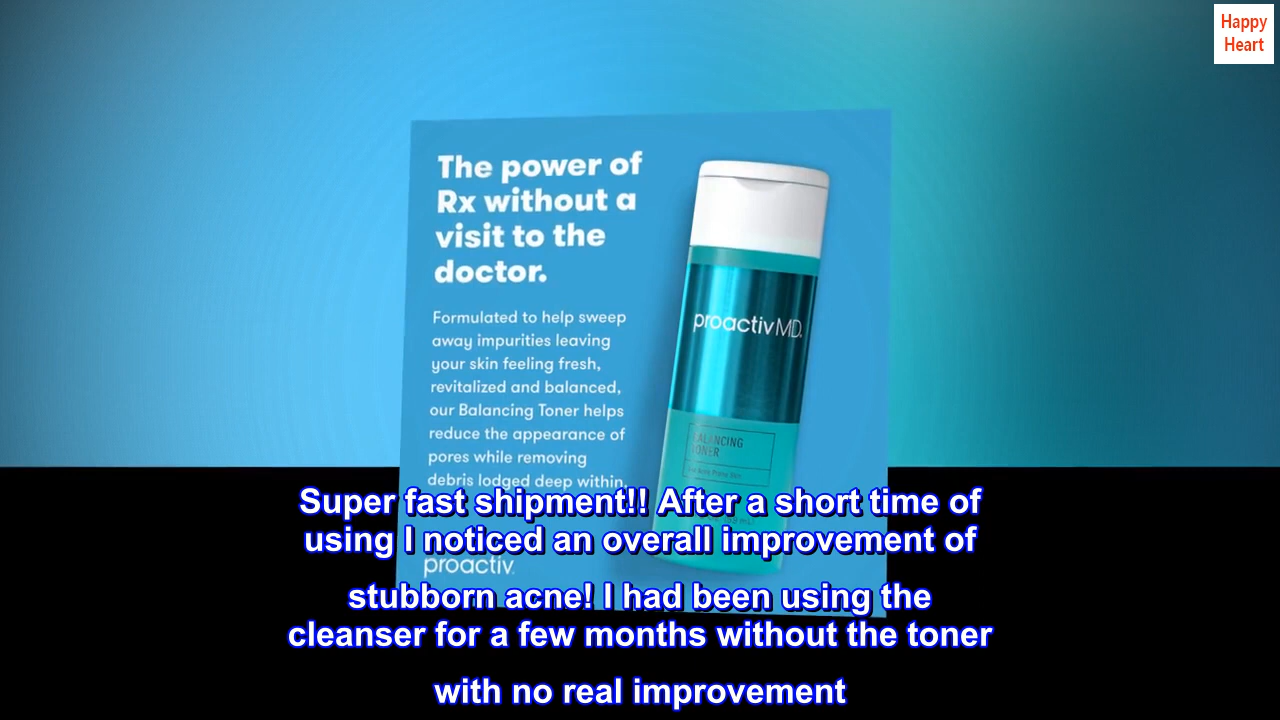 Happy
Heart
The power of
Rx without a
visit to the
doctor.
Formulated to help sweep
away impurities leaving
your skin feeling fresh,
revitalized and balanced,
our Balancing Toner helps
reduce the appearance of
pores while removing
debris lodged deep within.
proactiv
proactivMD.
BALANCING
TONER
Super fast shipment!! After a short time of
using I noticed an overall improvement of
stubborn acne! I had been using the
cleanser for a few months without the toner
with no real improvement